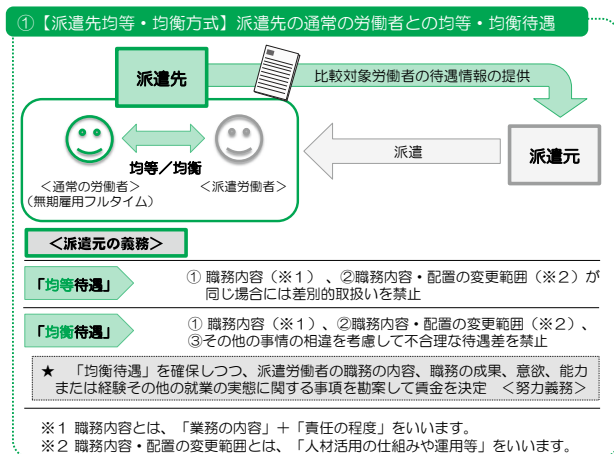 ①【派遣先均等・均衡方式】派遣先の通常の労働者との均等・均衡待遇
派遣先
比較対象労働者の待遇情報の提供
均等／均衡
＜通常の労働者＞
（無期雇用フルタイム）
＜派遣労働者＞
派遣
派遣元
＜派遣元の義務＞
「均等待遇」
① 職務内容（※１）、②職務内容・配置の変更範囲（※２）が
同じ場合には差別的取扱いを禁止
「均衡待遇」
① 職務内容（※１）、②職務内容・配置の変更範囲（※２）、
③その他の事情の相違を考慮して不合理な待遇差を禁止
★ 「均衡待遇」を確保しつつ、派遣労働者の職務の内容、職務の成果、意欲、能力
または経験その他の就業の実態に関する事項を勘案して賃金を決定 ＜努力義務＞
※１ 職務内容とは、「業務の内容」＋「責任の程度」をいいます。
※２ 職務内容・配置の変更範囲とは、「人材活用の仕組みや運用等」をいいます。